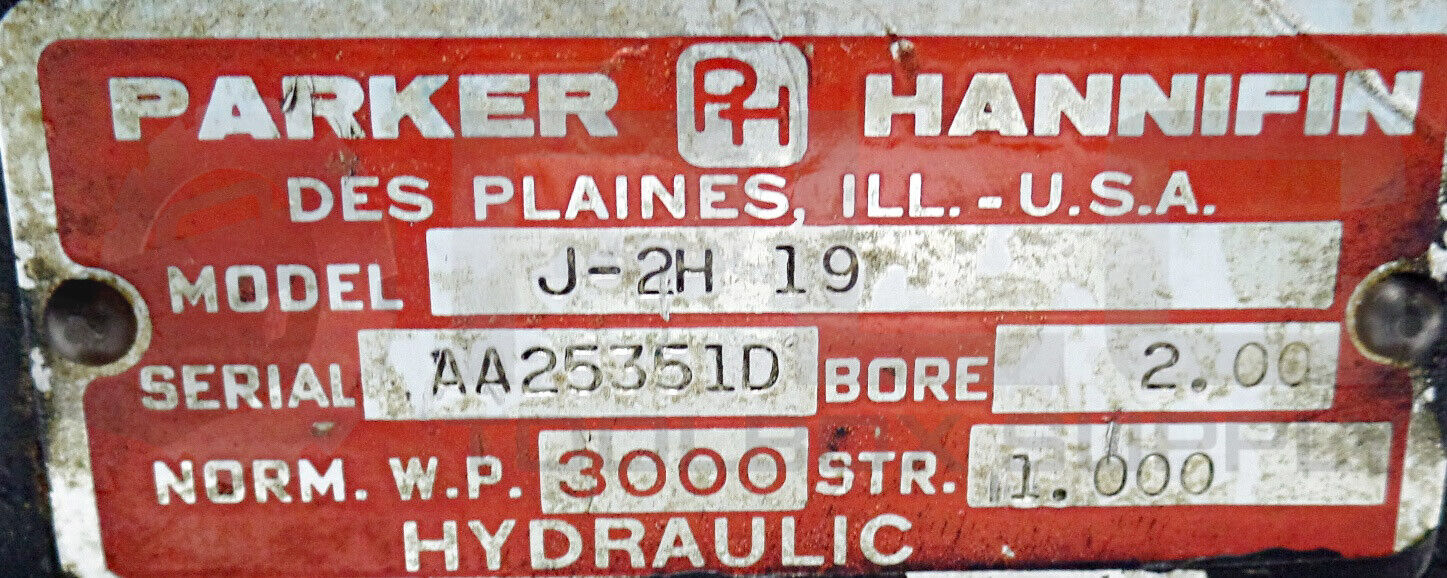 PARKER PH HANNIFIN
DES PLAINES, ILL.-U.S.A.
MODEL J-2H 19
SERIAL AA25351D BORE 2.00
NORM. W.P. 3000 STR. 1.000
HYDRAULIC